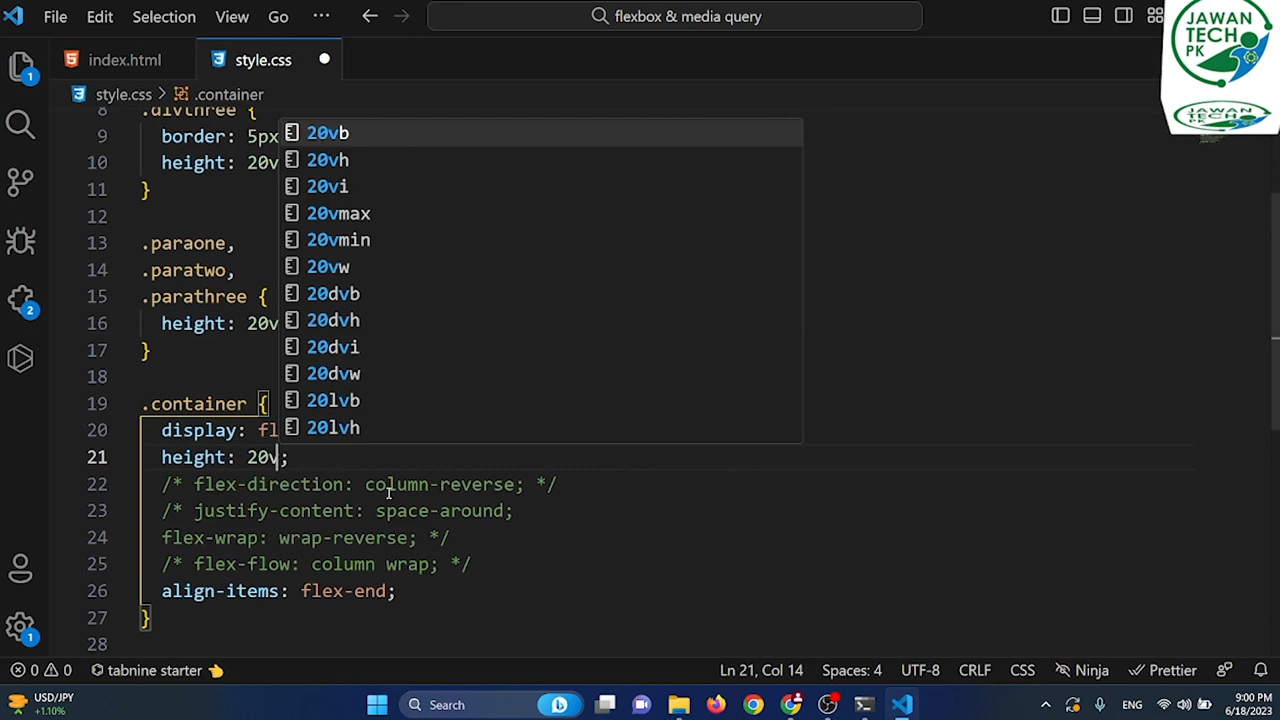 File Edit Selection View Go ··· flexbox & media query
JAWAN
TECH
PK
JAWAN TECH
PK
index.html style.css
style.css > .container
8 .divthree {
9 border: 5px
10 height: 20v
11 }
12
13 .paraone,
14 .paratwo,
15 .parathree {
16 height: 20v
17 }
18
19 .container {
20 display: fl
21 height: 20v;
22 /* flex-direction: column-reverse; */
23 /* justify-content: space-around;
24 flex-wrap: wrap-reverse; */
25 /* flex-flow: column wrap; */
26 align-items: flex-end;
27 }
28
20vb
20vh
20vi
20vmax
20vmin
20vw
20dvb
20dvh
20dvi
20dvw
20lvb
20lvh
1
2
1
0 0 tabnine starter 👈 Ln 21, Col 14 Spaces: 4 UTF-8 CRLF CSS Ninja Prettier
USD/JPY
+1.10%
Search
ENG
9:00 PM
6/18/2023